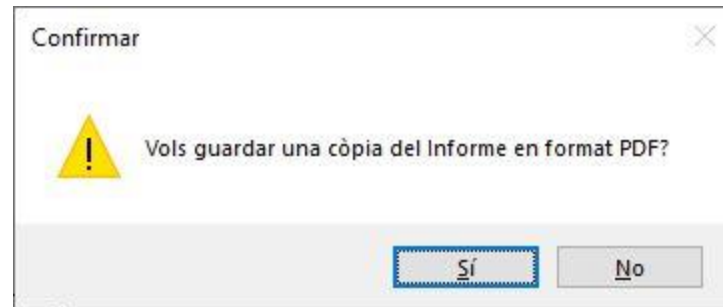 Confirmar
Vols guardar una còpia del Informe en format PDF?
Sí
No